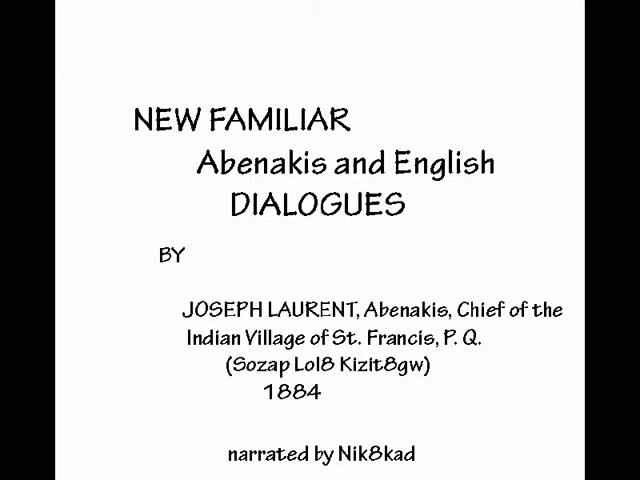 NEW FAMILIAR
Abenakis and English
DIALOGUES
BY
JOSEPH LAURENT, Abenakis, Chief of the
Indian Village of St. Francis, P. Q.
(Sozap Lol8 Kizit8gw)
1884
narrated by Nik8kad